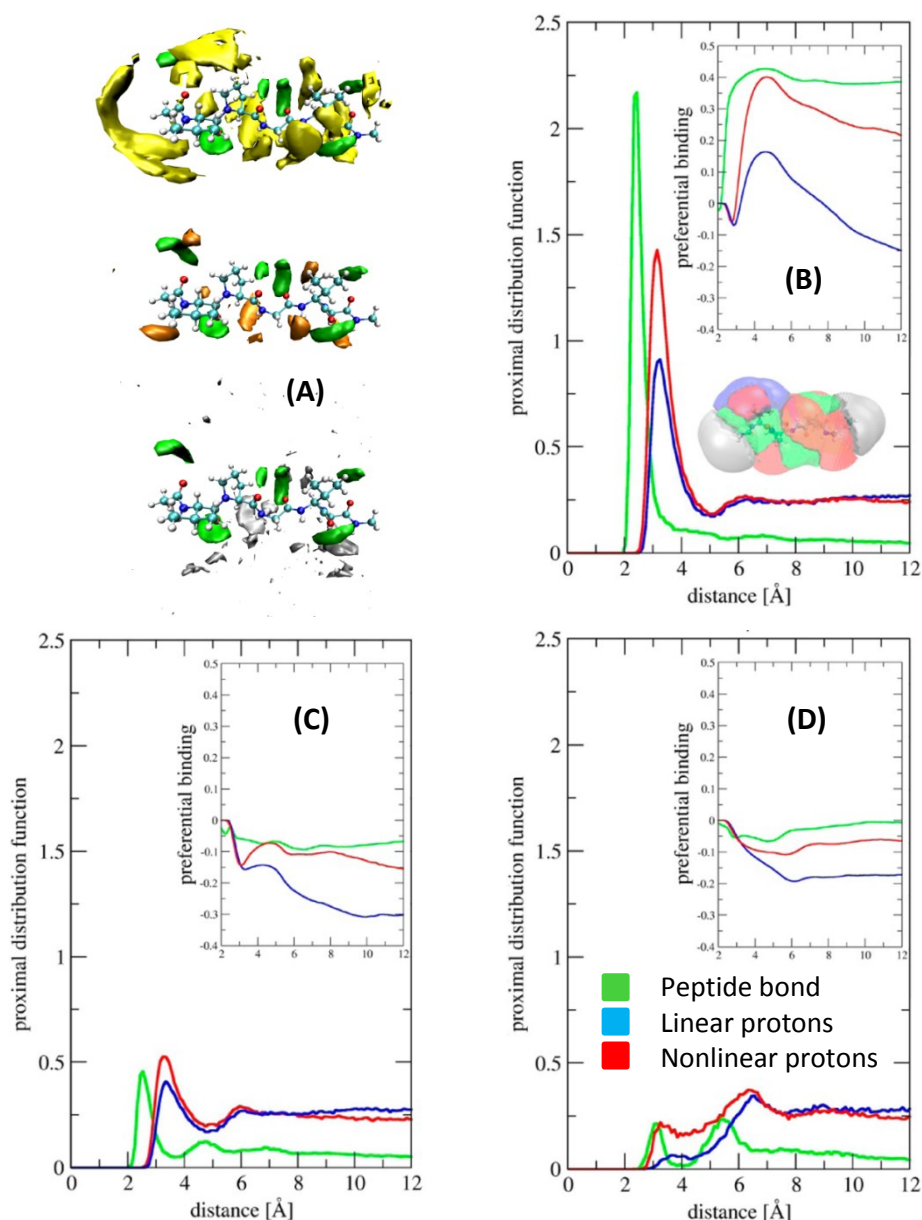 (A)
proximal distribution function
2.5
2
1.5
1
0.5
0
0 2 4 6 8 10 12
distance [Å]
preferential binding
0.5
0.4
0.3
0.2
0.1
0
-0.1
-0.2
-0.3
-0.4
2 4 6 8 10 12
(B)
proximal distribution function
2.5
2
1.5
1
0.5
0
0 2 4 6 8 10 12
distance [Å]
preferential binding
0.5
0.4
0.3
0.2
0.1
0
-0.1
-0.2
-0.3
-0.4
2 4 6 8 10 12
(C)
proximal distribution function
2.5
2
1.5
1
0.5
0
0 2 4 6 8 10 12
distance [Å]
preferential binding
0.5
0.4
0.3
0.2
0.1
0
-0.1
-0.2
-0.3
-0.4
2 4 6 8 10 12
(D)
Peptide bond
Linear protons
Nonlinear protons